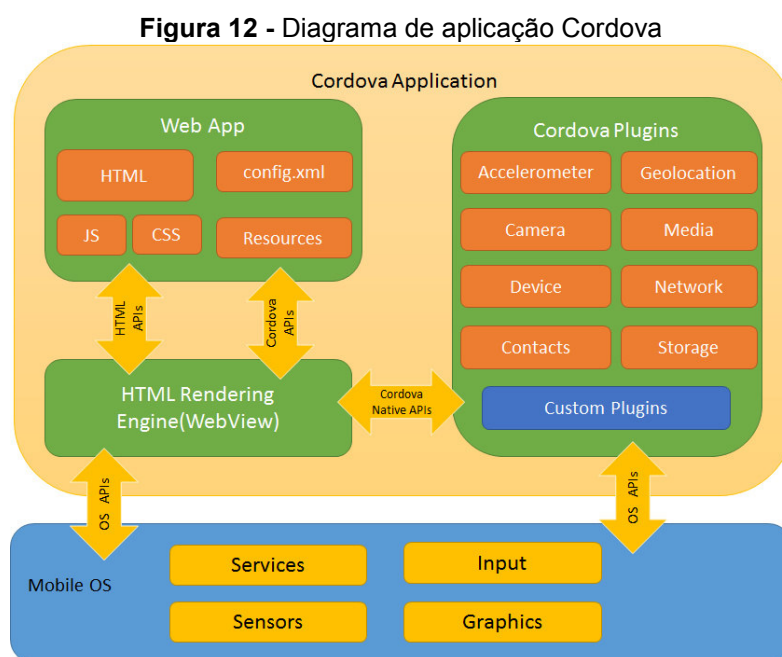 Figura 12 - Diagrama de aplicação Cordova
Cordova Application
Web App
HTML
config.xml
JS
CSS
Resources
HTML
APIs
Cordova
APIs
HTML Rendering
Engine(WebView)
Cordova
Native APIs
Cordova Plugins
Accelerometer
Geolocation
Camera
Media
Device
Network
Contacts
Storage
Custom Plugins
OS APIs
OS APIs
Mobile OS
Services
Input
Sensors
Graphics